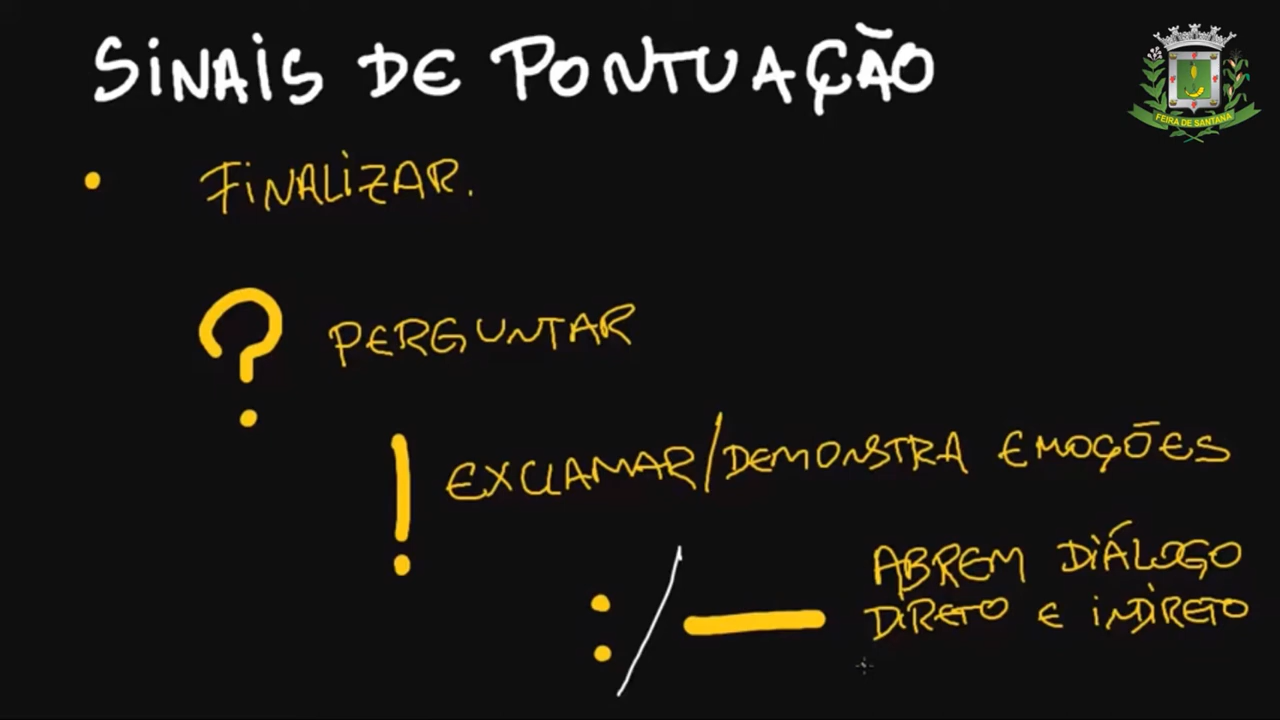 SINAIS DE PONTUAÇÃO
FEIRA DE SANTANA
. FINALIZAR.
? PERGUNTAR
! EXCLAMAR/DEMONSTRA EMOÇÕES
: / — ABREM DIÁLOGO
DIRETO E INDIRETO